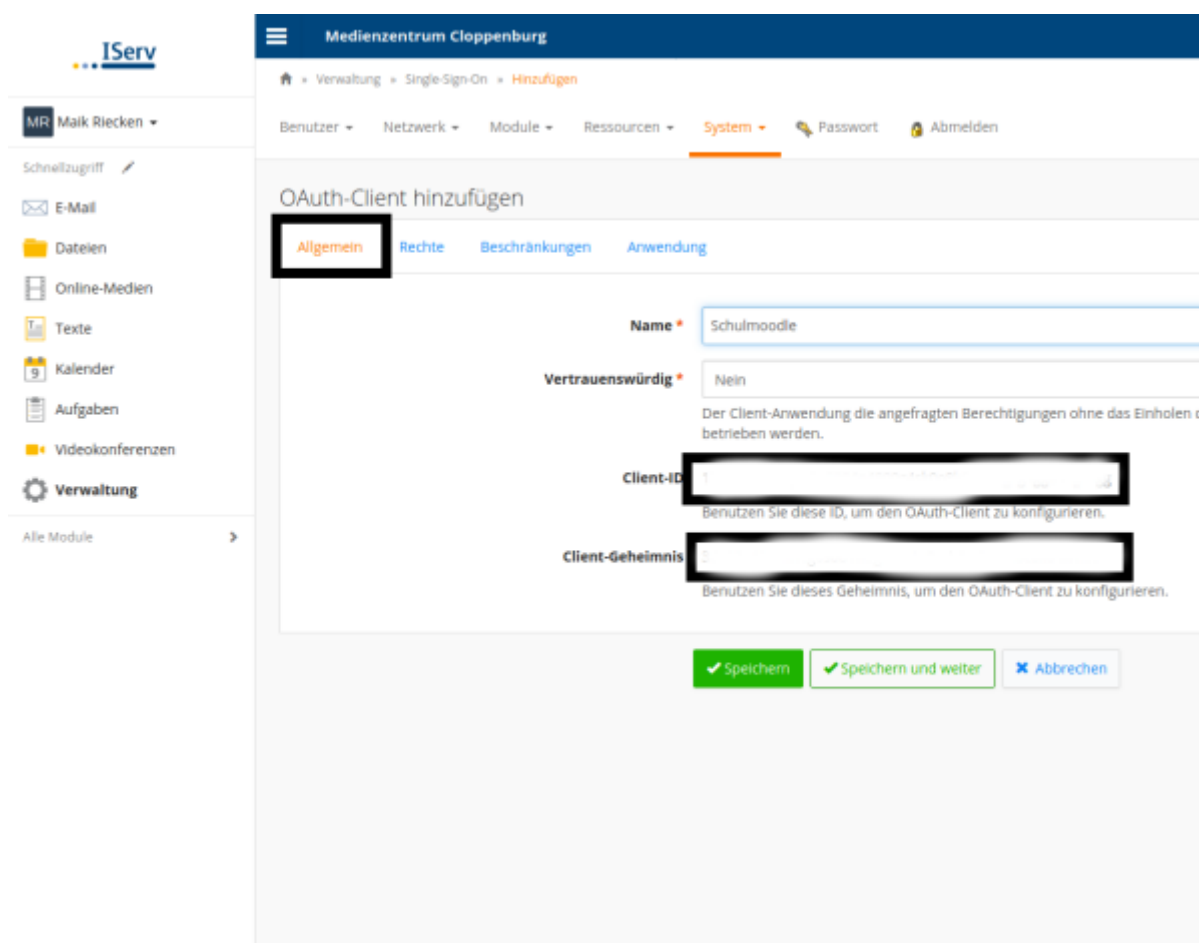 IServ
Medienzentrum Cloppenburg
» Verwaltung » Single-Sign-On » Hinzufügen
MR Maik Riecken
Benutzer Netzwerk Module Ressourcen System Passwort Abmelden
Schnellzugriff
E-Mail
Dateien
Online-Medien
Texte
9 Kalender
Aufgaben
Videokonferenzen
Verwaltung
Alle Module
OAuth-Client hinzufügen
Allgemein Rechte Beschränkungen Anwendung
Name * Schulmoodle
Vertrauenswürdig * Nein
Der Client-Anwendung die angefragten Berechtigungen ohne das Einholen
betrieben werden.
Client-ID
Benutzen Sie diese ID, um den OAuth-Client zu konfigurieren.
Client-Geheimnis
Benutzen Sie dieses Geheimnis, um den OAuth-Client zu konfigurieren.
Speichern Speichern und weiter Abbrechen